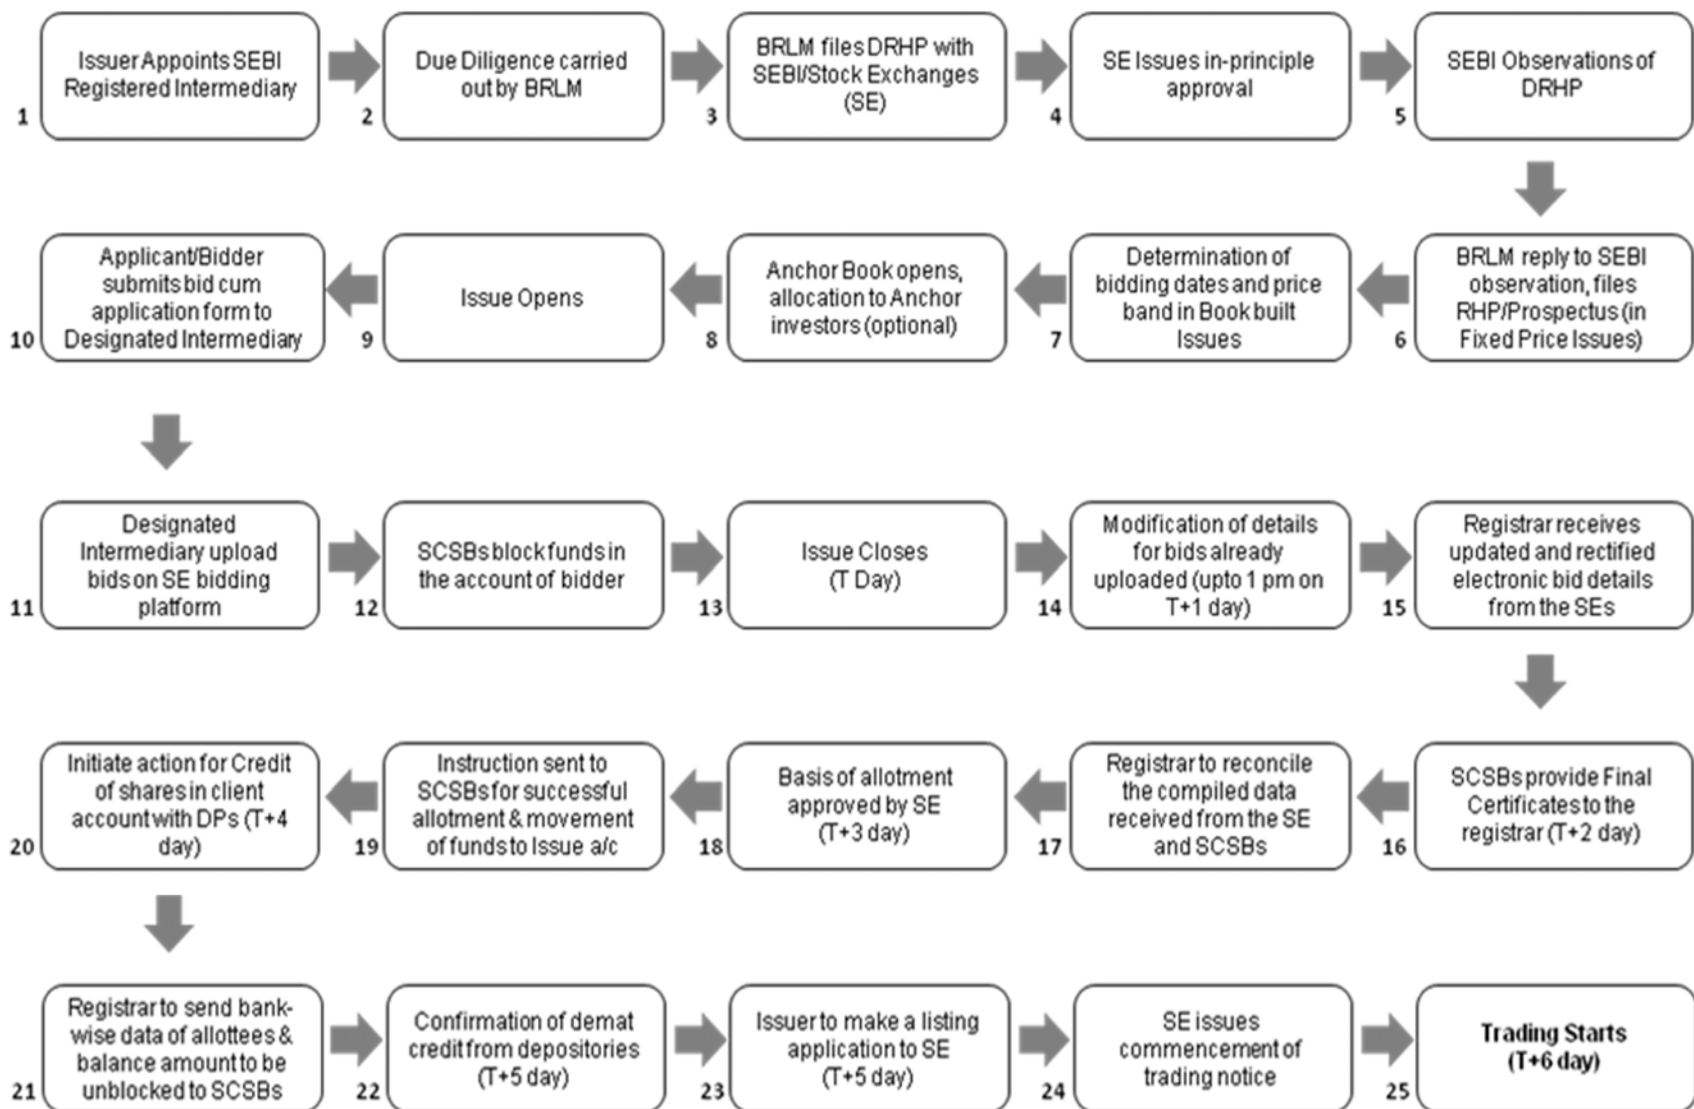 Issuer Appoints SEBI
Registered Intermediary
1
Due Diligence carried
out by BRLM
2
BRLM files DRHP with
SEBI/Stock Exchanges
(SE)
3
SE Issues in-principle
approval
4
SEBI Observations of
DRHP
5
BRLM reply to SEBI
observation, files
RHP/Prospectus (in
Fixed Price Issues)
6
Determination of
bidding dates and price
band in Book built
Issues
7
Anchor Book opens,
allocation to Anchor
investors (optional)
8
Issue Opens
9
Applicant/Bidder
submits bid cum
application form to
Designated Intermediary
10
Designated
Intermediary upload
bids on SE bidding
platform
11
SCSBs block funds in
the account of bidder
12
Issue Closes
(T Day)
13
Modification of details
for bids already
uploaded (upto 1 pm on
T+1 day)
14
Registrar receives
updated and rectified
electronic bid details
from the SEs
15
SCSBs provide Final
Certificates to the
registrar (T+2 day)
16
Registrar to reconcile
the compiled data
received from the SE
and SCSBs
17
Basis of allotment
approved by SE
(T+3 day)
18
Instruction sent to
SCSBs for successful
allotment & movement
of funds to Issue a/c
19
Initiate action for Credit
of shares in client
account with DPs (T+4
day)
20
Registrar to send bank-
wise data of allottees &
balance amount to be
unblocked to SCSBs
21
Confirmation of demat
credit from depositories
(T+5 day)
22
Issuer to make a listing
application to SE
(T+5 day)
23
SE issues
commencement of
trading notice
24
Trading Starts
(T+6 day)
25